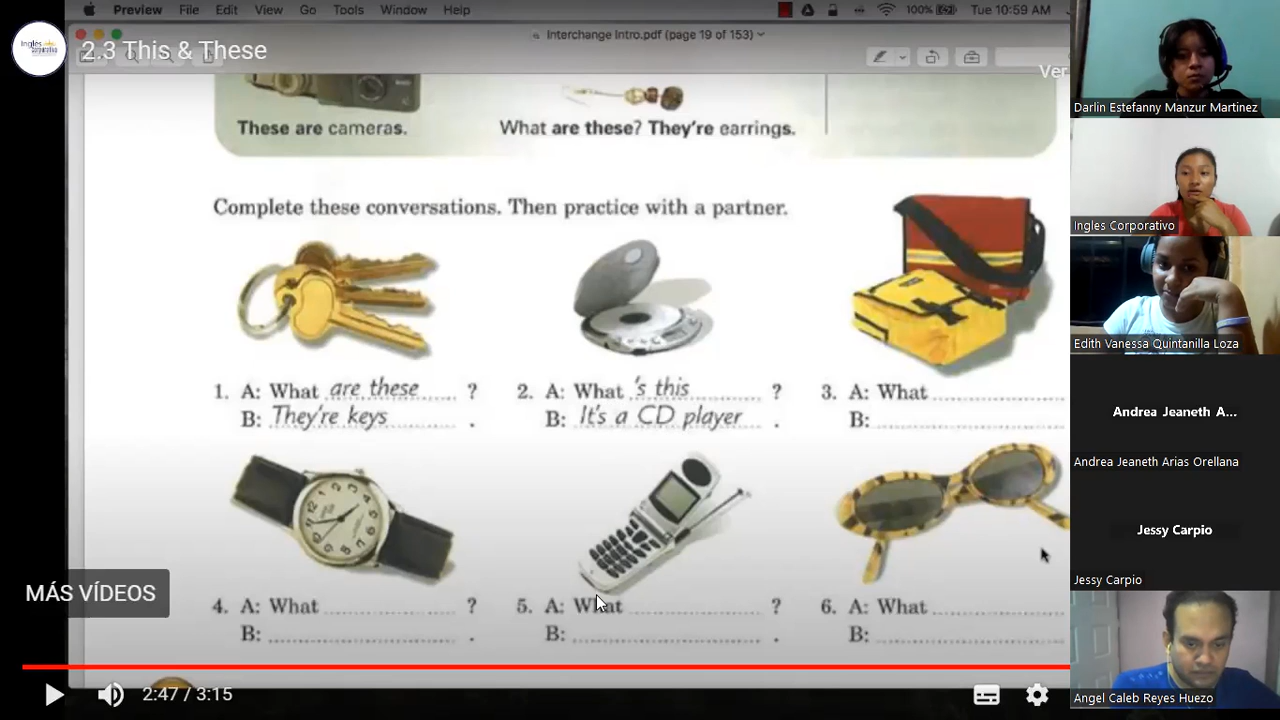 Preview File Edit View Go Tools Window Help 100% Tue 10:59 AM
Interchange Intro.pdf (page 19 of 153)
Ingles corporativo
2.3 This & These
Ver
These are cameras.
What are these? They're earrings.
Complete these conversations. Then practice with a partner.
1. A: What are these ?
B: They're keys .
2. A: What 's this ?
B: It's a CD player .
3. A: What
B:
4. A: What ?
B: .
5. A: What ?
B: .
6. A: What
B:
MÁS VÍDEOS
2:47 / 3:15
Darlin Estefanny Manzur Martinez
Ingles Corporativo
Edith Vanessa Quintanilla Loza
Andrea Jeaneth A...
Andrea Jeaneth Arias Orellana
Jessy Carpio
Jessy Carpio
Angel Caleb Reyes Huezo